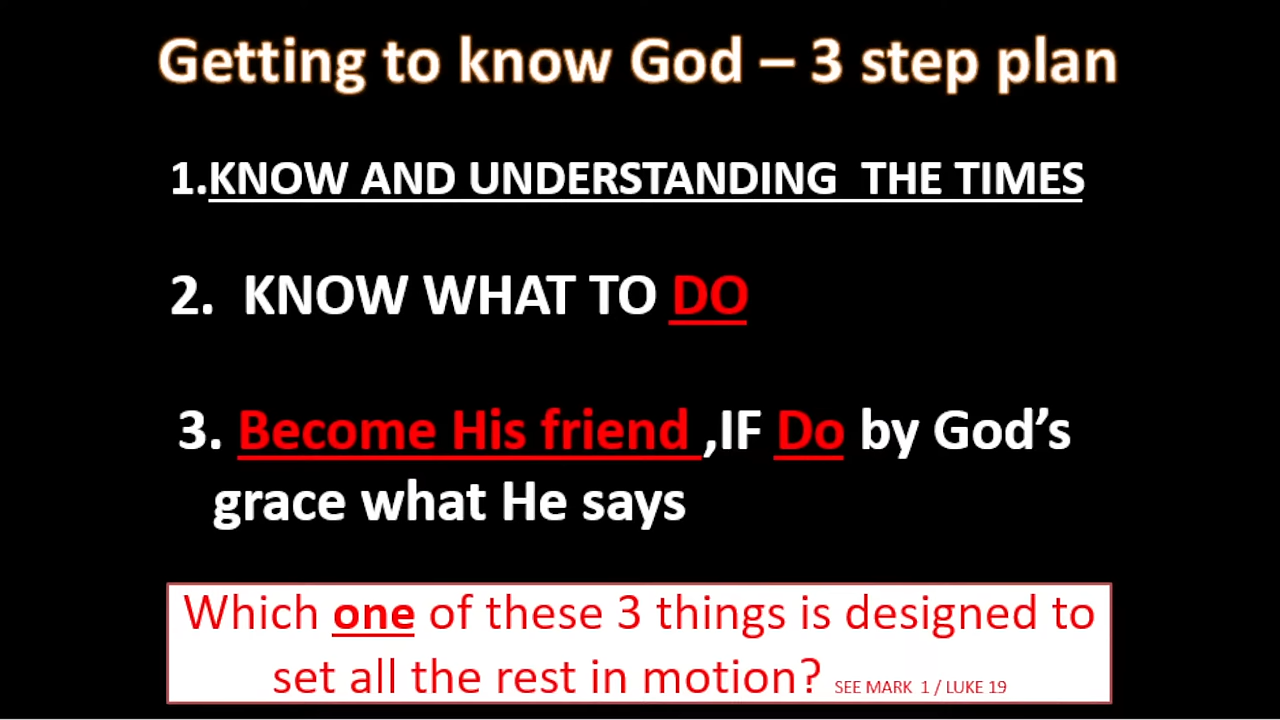 Getting to know God – 3 step plan
1.KNOW AND UNDERSTANDING  THE TIMES
2.  KNOW WHAT TO DO
3. Become His friend ,IF Do by God’s
grace what He says
Which one of these 3 things is designed to
set all the rest in motion? SEE MARK  1 / LUKE 19